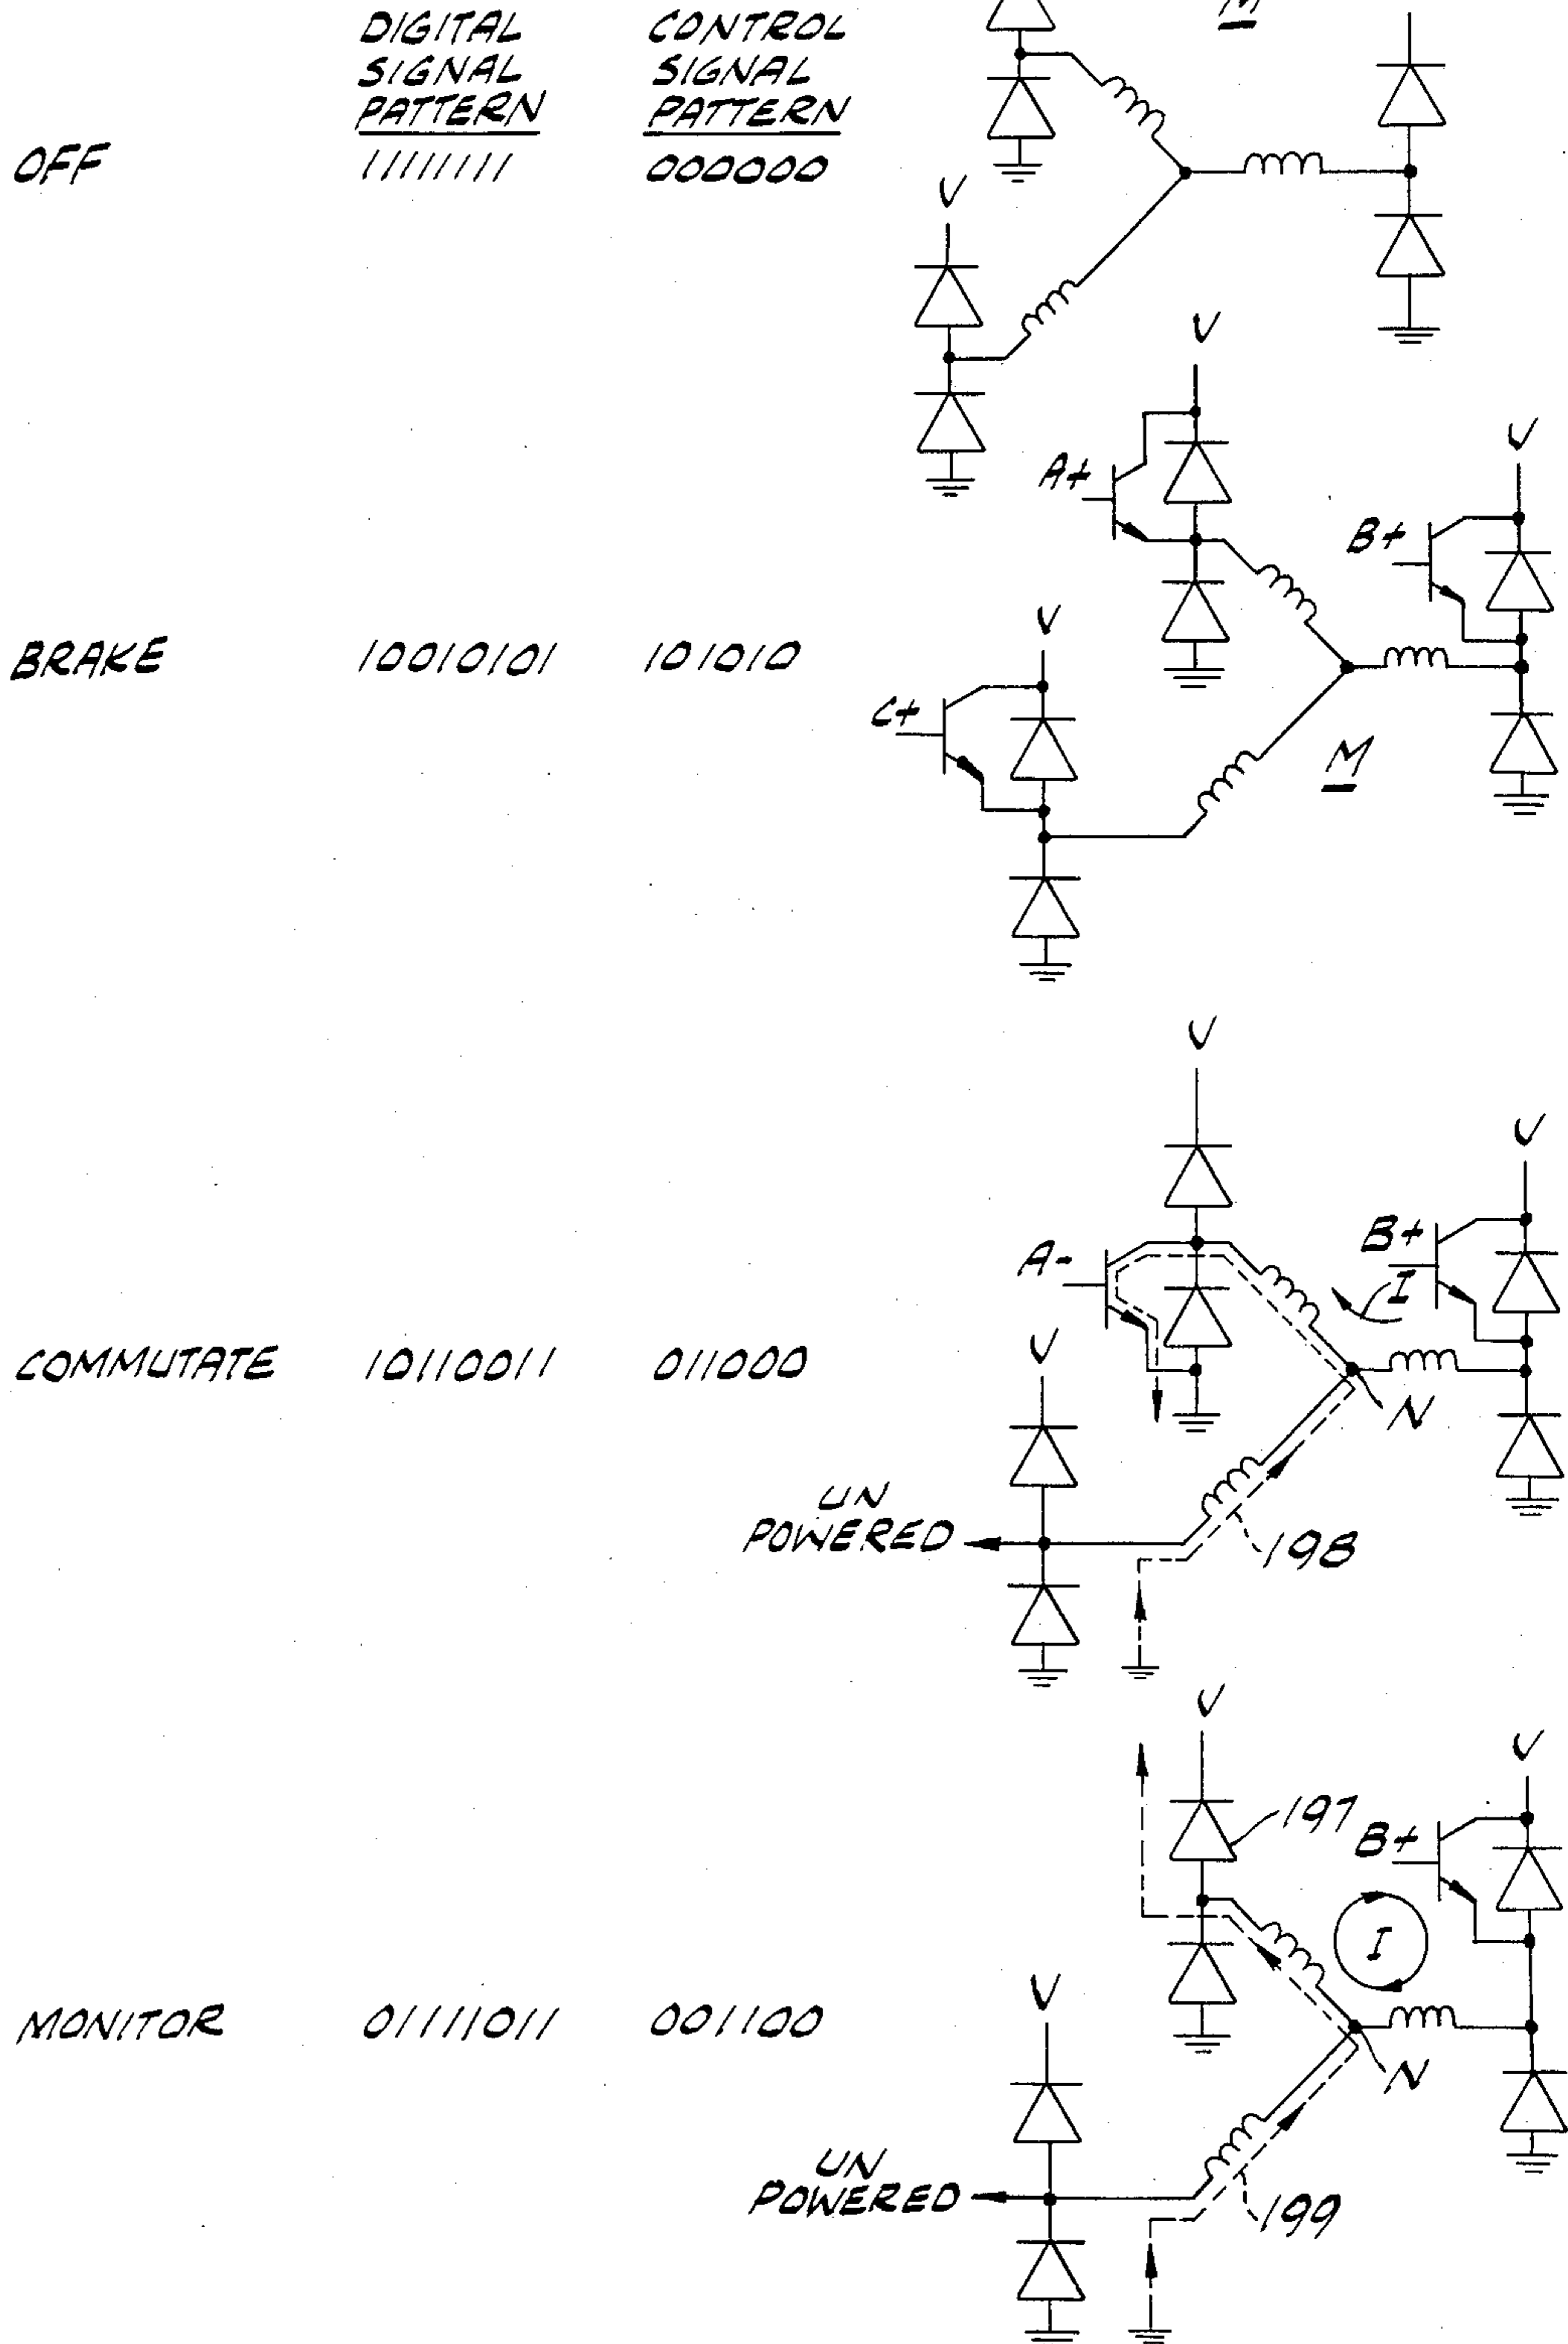 DIGITAL SIGNAL PATTERN
CONTROL SIGNAL PATTERN
M
OFF 11111111 000000
V
V
A+
V
B+
BRAKE 10010101 101010
V
C+
M
V
V
A-
B+
I
COMMUTATE 10110011 011000
V
N
UN POWERED
198
V
V
197
B+
I
MONITOR 01111011 001100
V
N
UN POWERED
199